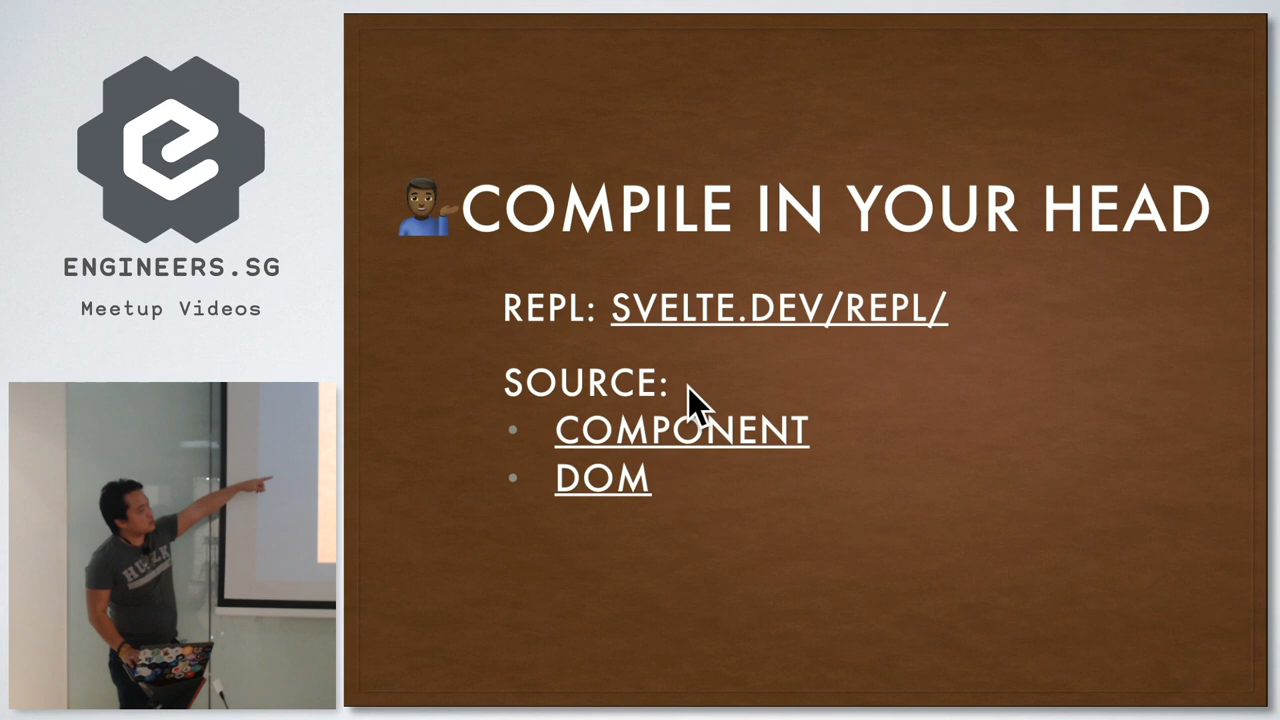 ENGINEERS.SG
Meetup Videos
COMPILE IN YOUR HEAD
REPL: SVELTE.DEV/REPL/
SOURCE:
• COMPONENT
• DOM